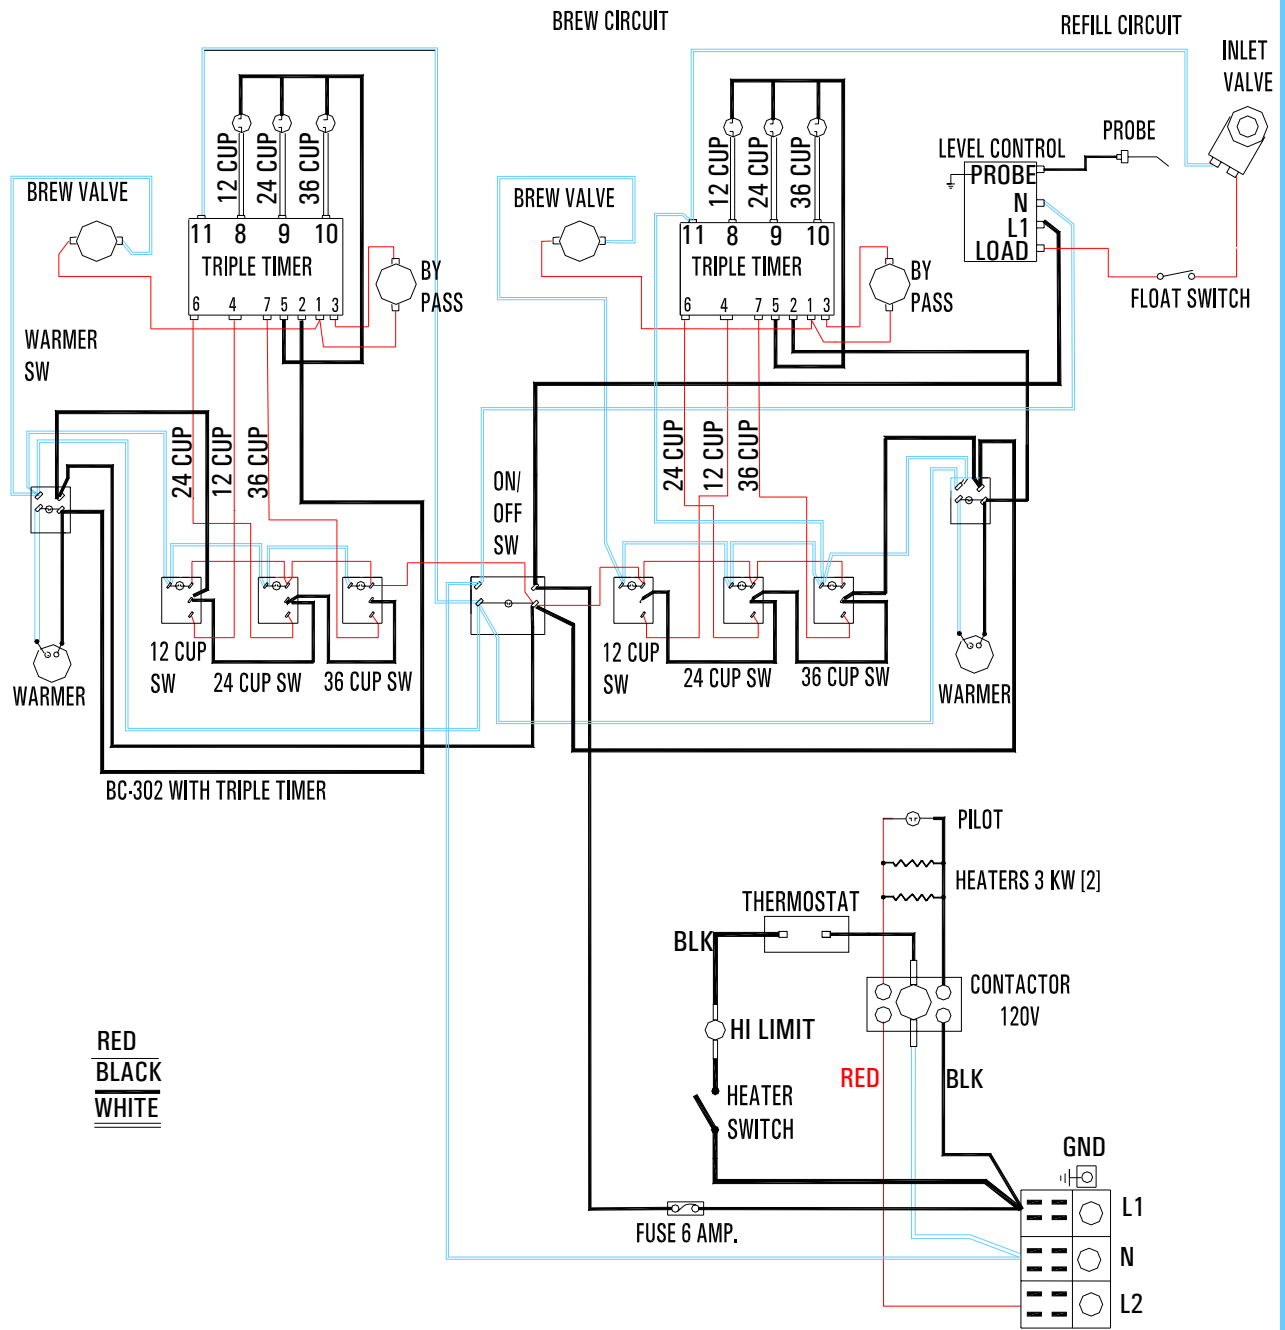 BREW CIRCUIT
REFILL CIRCUIT
INLET
VALVE
12 CUP
24 CUP
36 CUP
BREW VALVE
11 8 9 10
TRIPLE TIMER
6 4 7 5 2 1 3
BY
PASS
WARMER
SW
24 CUP
12 CUP
36 CUP
12 CUP
SW
24 CUP SW
36 CUP SW
WARMER
BC-302 WITH TRIPLE TIMER
ON/
OFF
SW
12 CUP
24 CUP
36 CUP
BREW VALVE
11 8 9 10
TRIPLE TIMER
6 4 7 5 2 1 3
BY
PASS
24 CUP
12 CUP
36 CUP
12 CUP
SW
24 CUP SW
36 CUP SW
WARMER
LEVEL CONTROL
PROBE
N
L1
LOAD
PROBE
FLOAT SWITCH
PILOT
HEATERS 3 KW [2]
THERMOSTAT
BLK
CONTACTOR
120V
HI LIMIT
RED
BLK
HEATER
SWITCH
RED
BLACK
WHITE
GND
L1
FUSE 6 AMP.
N
L2